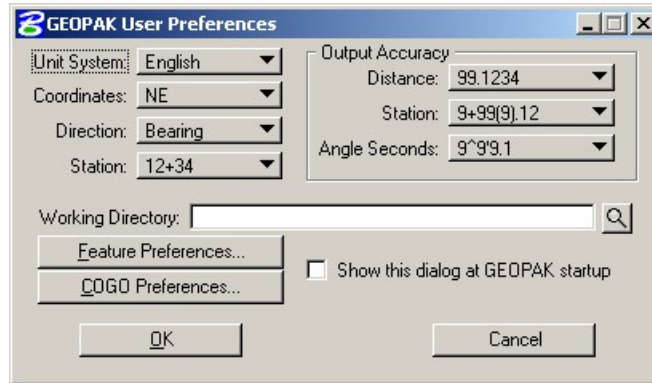 GEOPAK User Preferences
Unit System: English
Coordinates: NE
Direction: Bearing
Station: 12+34
Output Accuracy
Distance: 99.1234
Station: 9+99(9).12
Angle Seconds: 9^9'9.1
Working Directory:
Feature Preferences...
COGO Preferences...
Show this dialog at GEOPAK startup
OK
Cancel